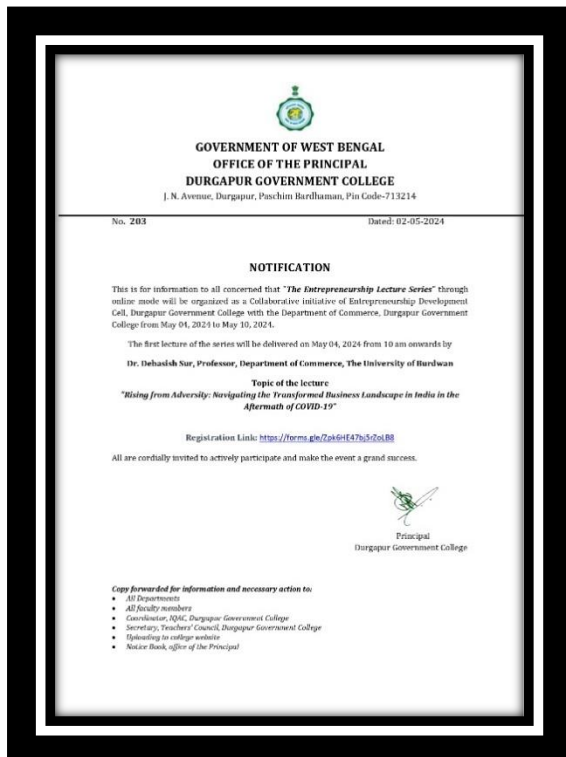 GOVERNMENT OF WEST BENGAL
OFFICE OF THE PRINCIPAL
DURGAPUR GOVERNMENT COLLEGE
J. N. Avenue, Durgapur, Paschim Bardhaman, Pin Code-713214
No. 203 Dated: 02-05-2024
NOTIFICATION
This is for information to all concerned that "The Entrepreneurship Lecture Series" through
online mode will be organized as a Collaborative initiative of Entrepreneurship Development
Cell, Durgapur Government College with the Department of Commerce, Durgapur Government
College from May 04, 2024 to May 10, 2024.
The first lecture of the series will be delivered on May 04, 2024 from 10 am onwards by
Dr. Debasish Sur, Professor, Department of Commerce, The University of Burdwan
Topic of the lecture
"Rising from Adversity: Navigating the Transformed Business Landscape in India in the
Aftermath of COVID-19"
Registration Link: https://forms.gle/Zpk6HE47bj5rZoLB8
All are cordially invited to actively participate and make the event a grand success.
Principal
Durgapur Government College
Copy forwarded for information and necessary action to:
• All Departments
• All faculty members
• Coordinator, IQAC, Durgapur Government College
• Secretary, Teachers' Council, Durgapur Government College
• Uploading to college website
• Notice Book, office of the Principal